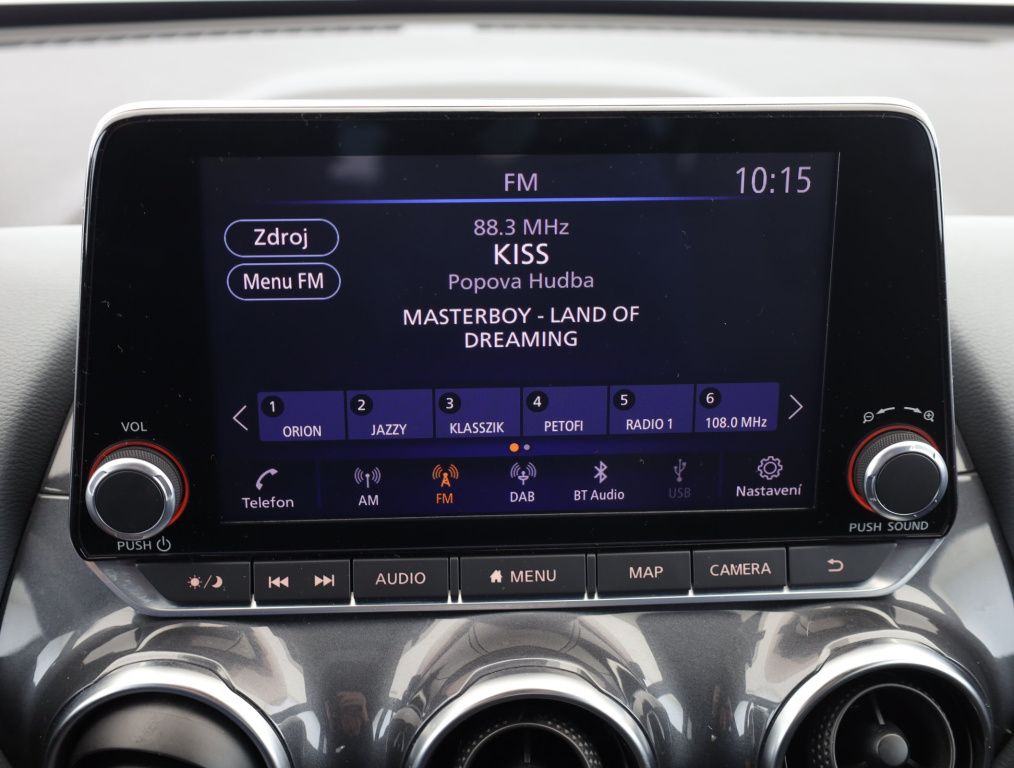 FM
10:15
Zdroj
Menu FM
88.3 MHz
KISS
Popova Hudba
MASTERBOY - LAND OF
DREAMING
1
ORION
2
JAZZY
3
KLASSZIK
4
PETOFI
5
RADIO 1
6
108.0 MHz
Telefon
AM
FM
DAB
BT Audio
USB
Nastavení
VOL
PUSH
PUSH SOUND
AUDIO
MENU
MAP
CAMERA